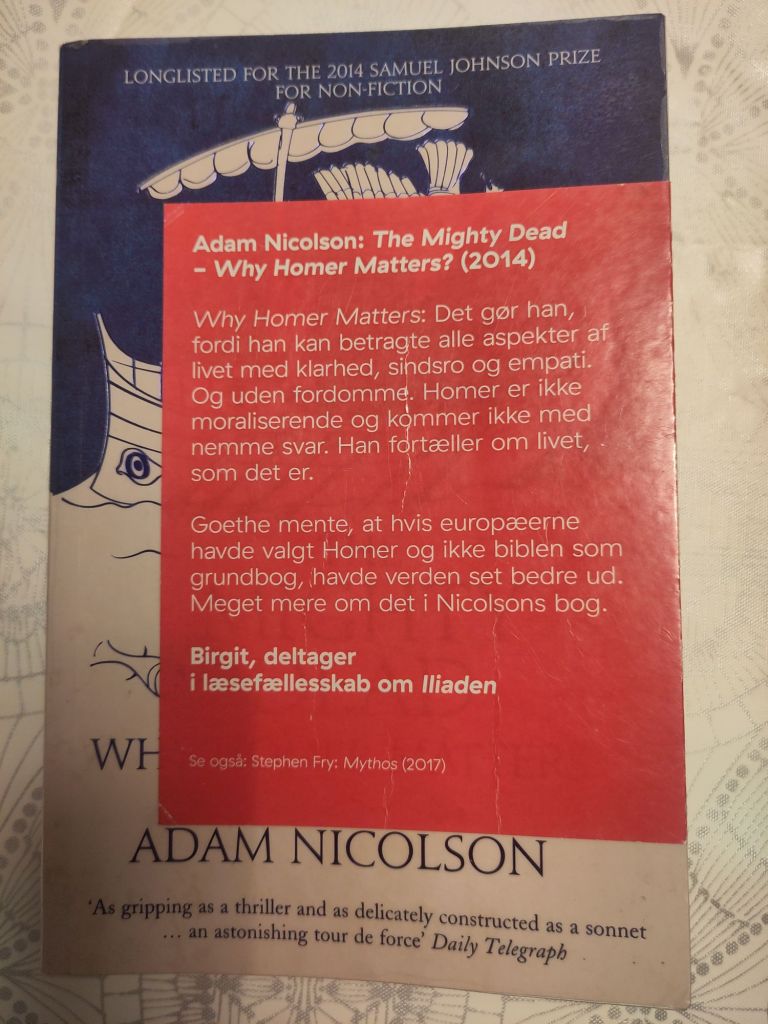 LONGLISTED FOR THE 2014 SAMUEL JOHNSON PRIZE
FOR NON-FICTION
Adam Nicolson: The Mighty Dead
– Why Homer Matters? (2014)
Why Homer Matters: Det gør han,
fordi han kan betragte alle aspekter af
livet med klarhed, sindsro og empati.
Og uden fordomme. Homer er ikke
moraliserende og kommer ikke med
nemme svar. Han fortæller om livet,
som det er.
Goethe mente, at hvis europæerne
havde valgt Homer og ikke biblen som
grundbog, havde verden set bedre ud.
Meget mere om det i Nicolsons bog.
Birgit, deltager
i læsefællesskab om Iliaden
Se også: Stephen Fry: Mythos (2017)
WH
ADAM NICOLSON
'As gripping as a thriller and as delicately constructed as a sonnet
... an astonishing tour de force' Daily Telegraph